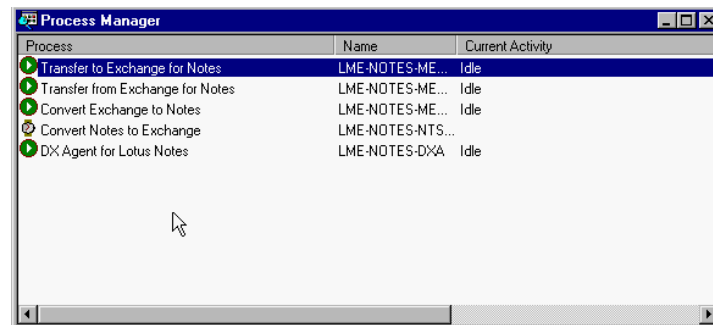 Process Manager
Process Name Current Activity
Transfer to Exchange for Notes LME-NOTES-ME... Idle
Transfer from Exchange for Notes LME-NOTES-ME... Idle
Convert Exchange to Notes LME-NOTES-ME... Idle
Convert Notes to Exchange LME-NOTES-NTS...
DX Agent for Lotus Notes LME-NOTES-DXA Idle